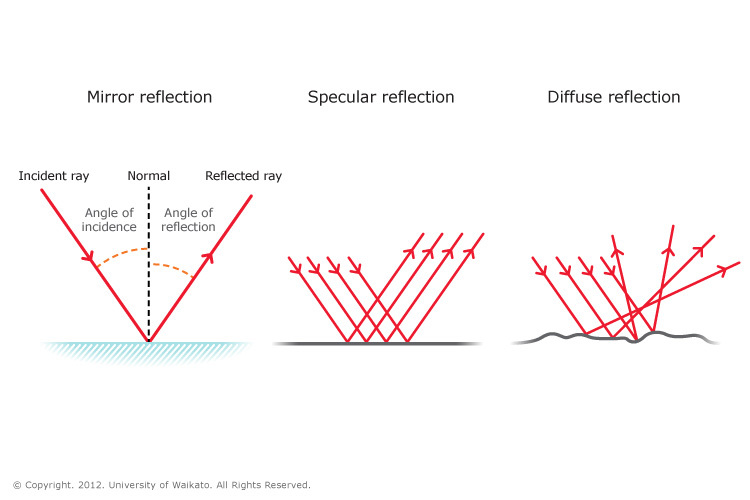 Mirror reflection
Specular reflection
Diffuse reflection
Incident ray
Normal
Reflected ray
Angle of
incidence
Angle of
reflection
© Copyright. 2012. University of Waikato. All Rights Reserved.